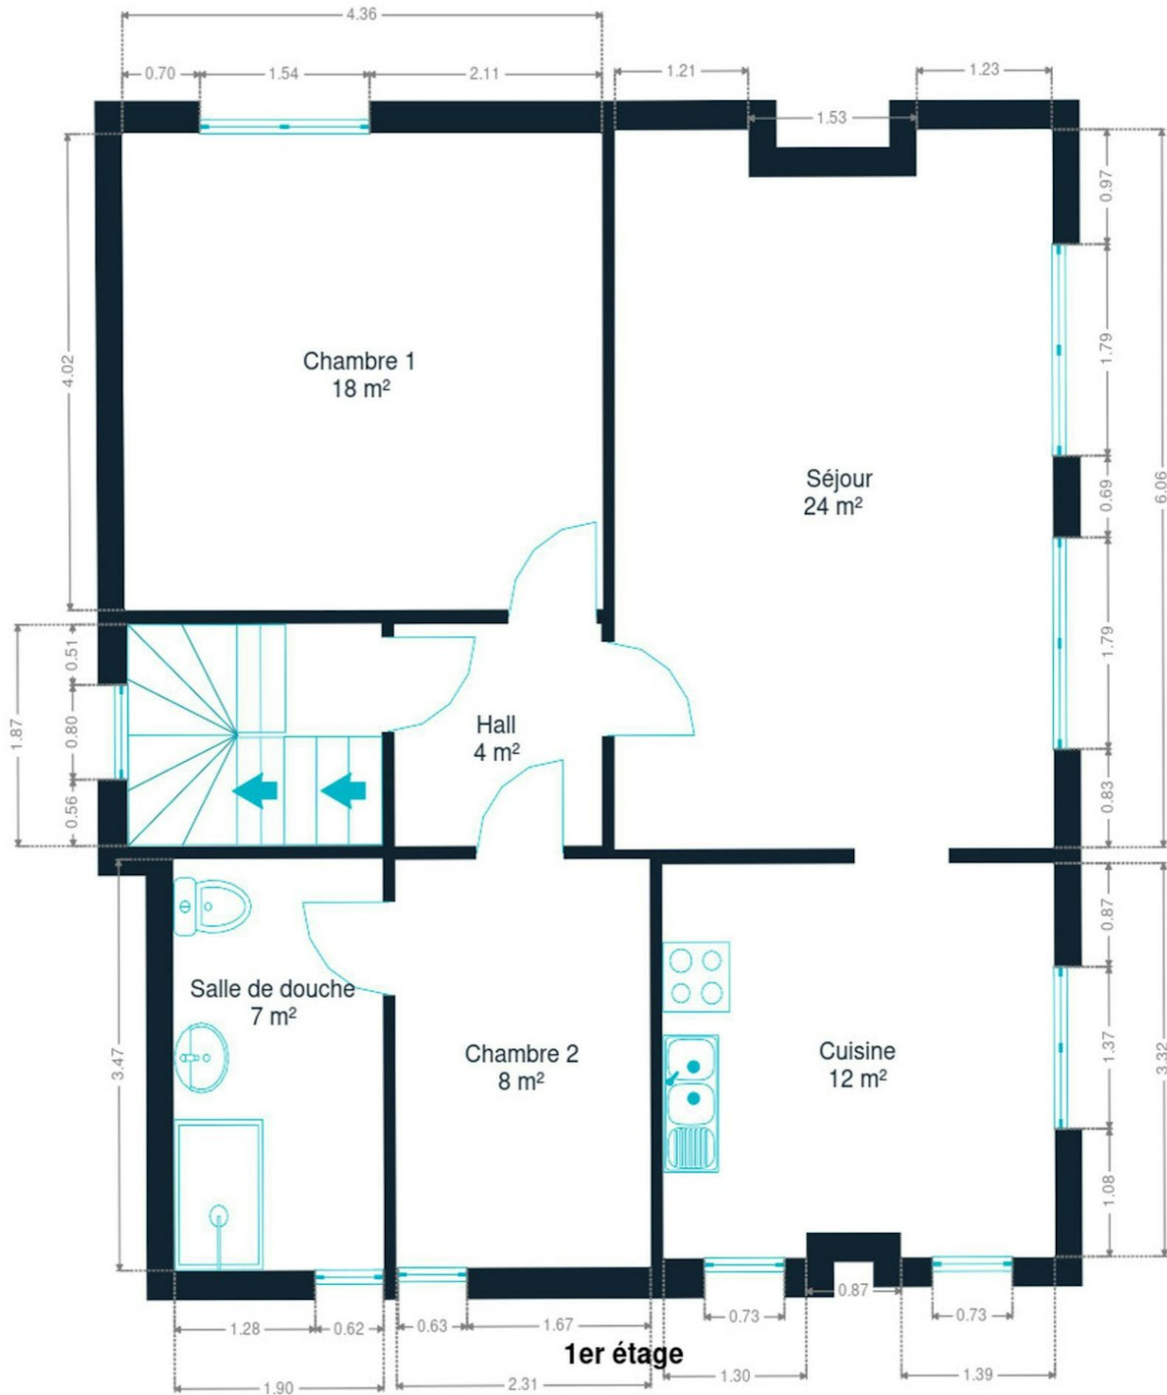 4.36
0.70
1.54
2.11
1.21
1.23
1.53
0.97
4.02
Chambre 1
18 m²
1.79
6.06
Séjour
24 m²
0.69
0.51
1.79
1.87
0.80
Hall
4 m²
0.56
0.83
0.87
Salle de douche
7 m²
3.47
Chambre 2
8 m²
Cuisine
12 m²
1.37
3.32
1.08
0.87
1.28
0.62
0.63
1.67
0.73
0.73
1er étage
1.90
2.31
1.30
1.39